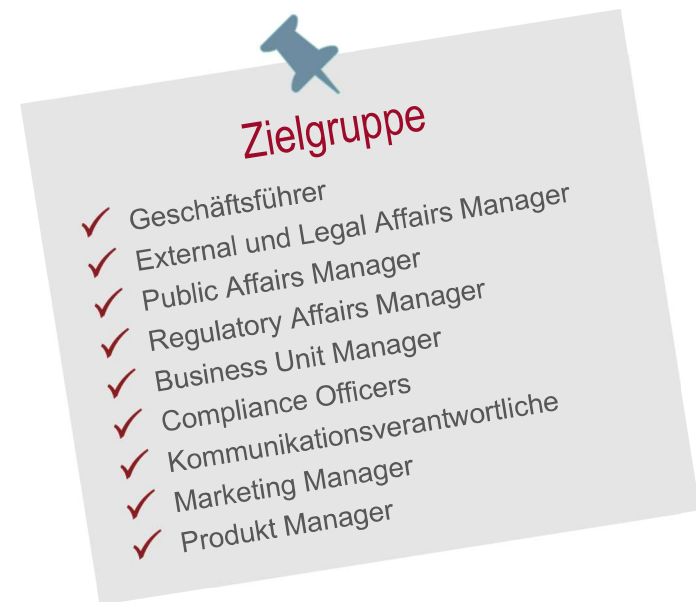 Zielgruppe
Geschäftsführer
External und Legal Affairs Manager
Public Affairs Manager
Regulatory Affairs Manager
Business Unit Manager
Compliance Officers
Kommunikationsverantwortliche
Marketing Manager
Produkt Manager